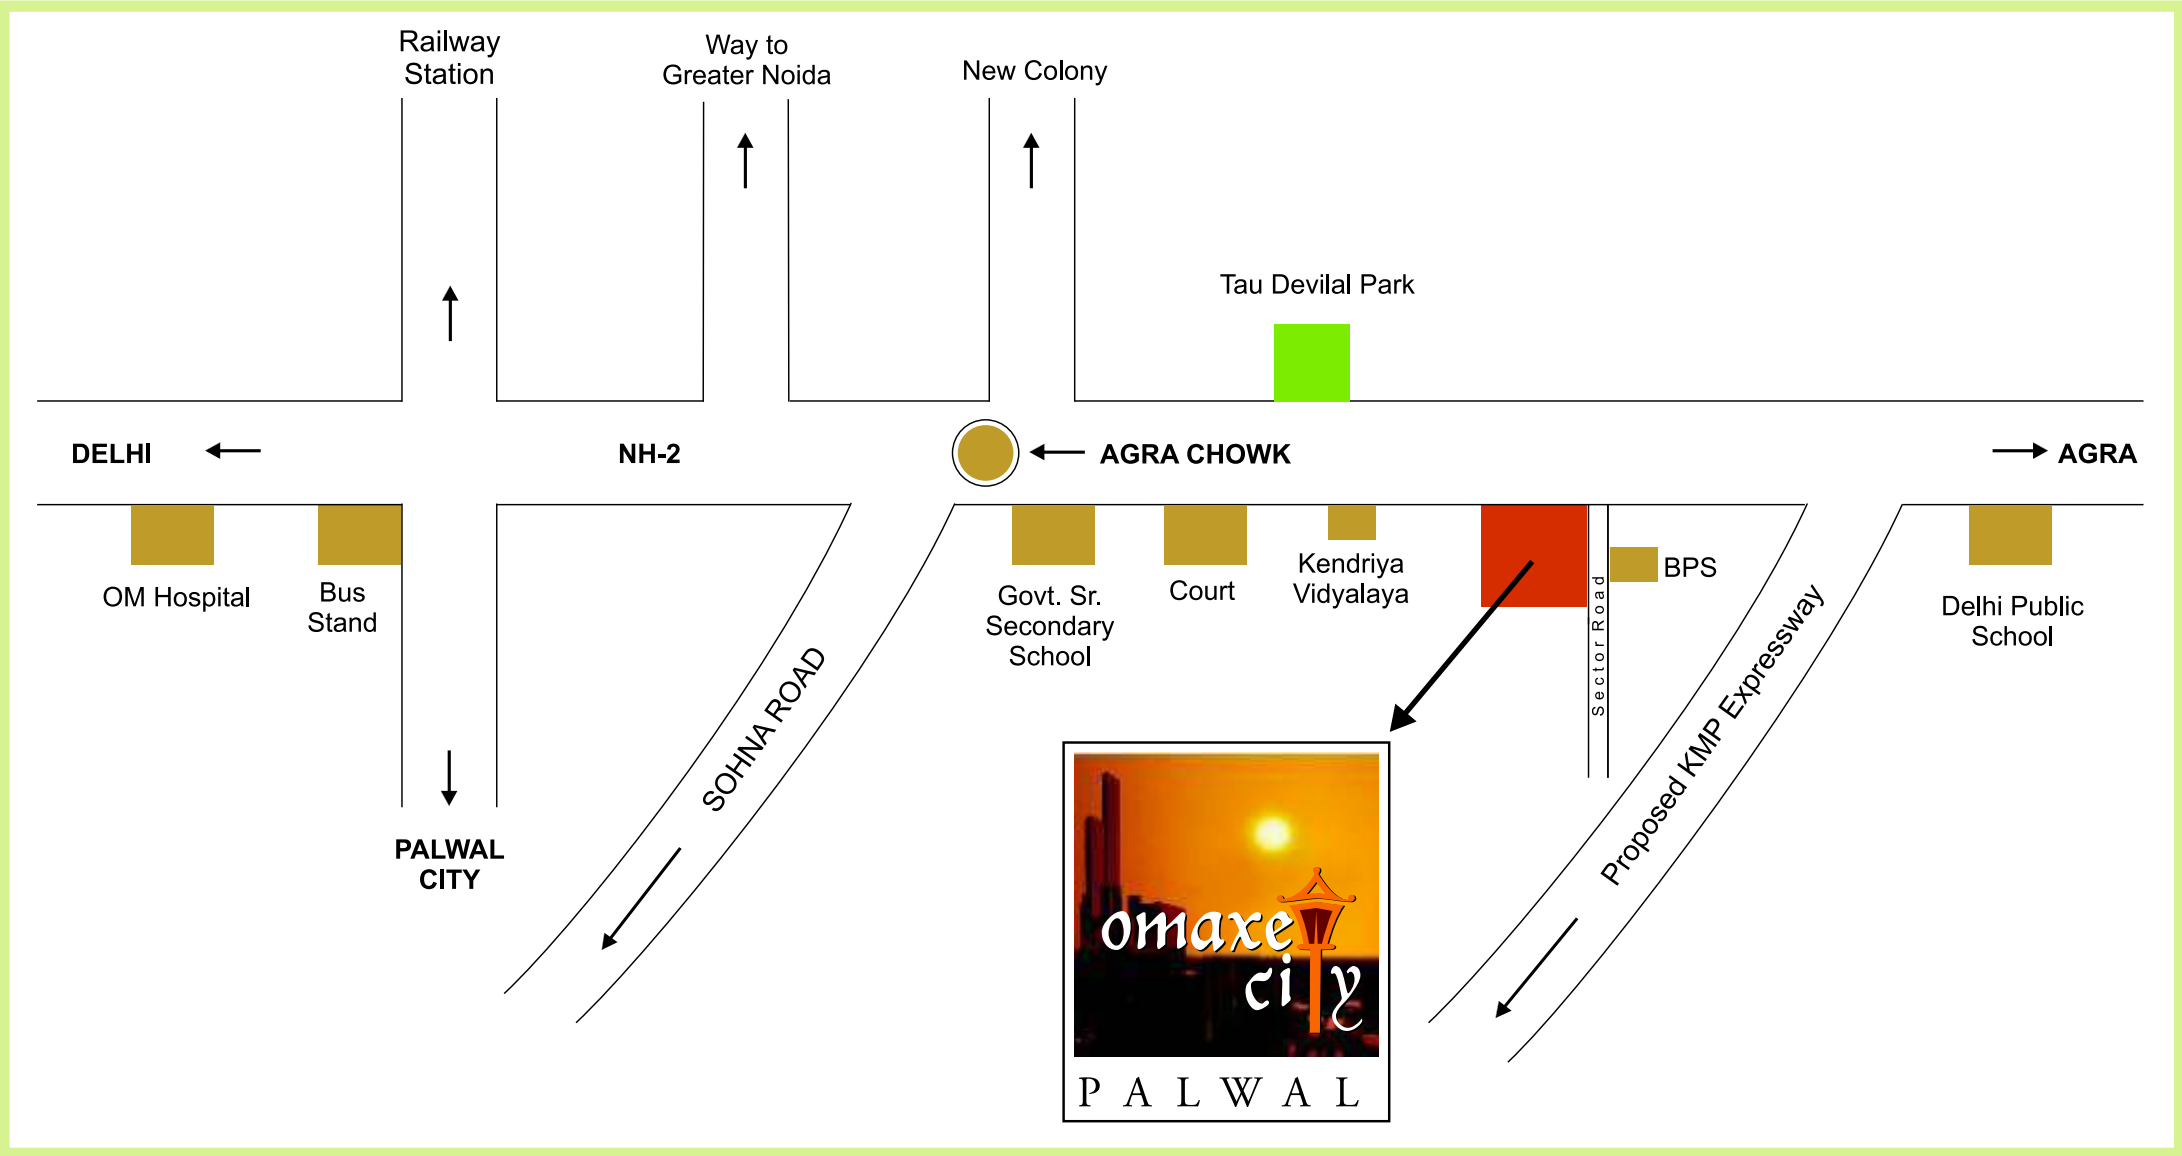 Railway
Station
Way to
Greater Noida
New Colony
Tau Devilal Park
DELHI
NH-2
AGRA CHOWK
AGRA
OM Hospital
Bus
Stand
Govt. Sr.
Secondary
School
Court
Kendriya
Vidyalaya
Sector Road
BPS
Delhi Public
School
SOHNA ROAD
Proposed KMP Expressway
PALWAL
CITY
omaxe
city
PALWAL